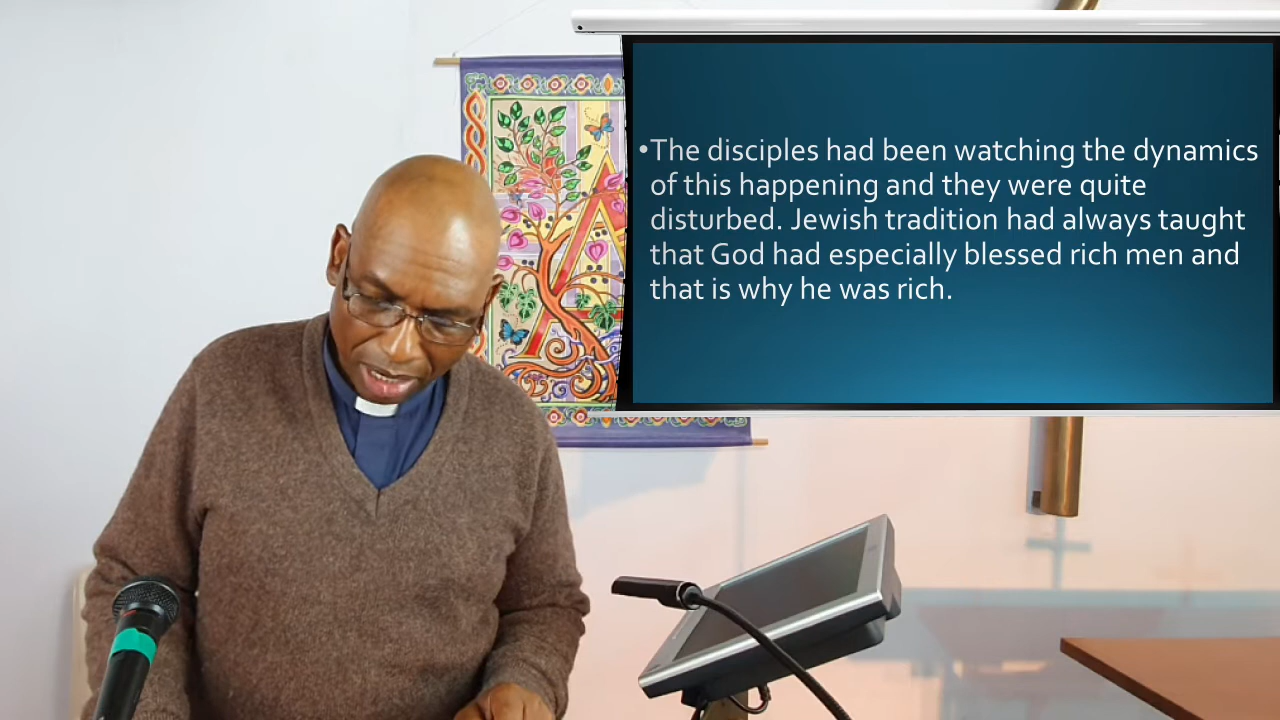 •The disciples had been watching the dynamics
of this happening and they were quite
disturbed. Jewish tradition had always taught
that God had especially blessed rich men and
that is why he was rich.